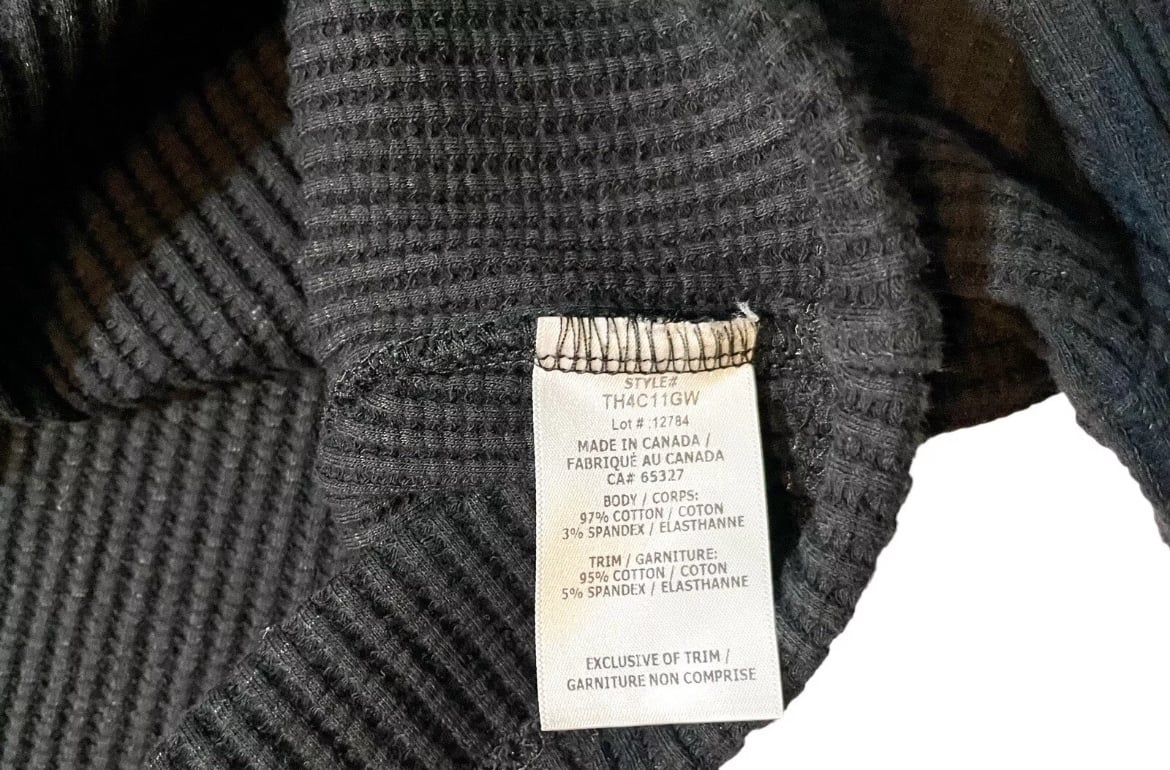 STYLE#
TH4C11GW
Lot # :12784
MADE IN CANADA /
FABRIQUÉ AU CANADA
CA# 65327
BODY / CORPS:
97% COTTON / COTON
3% SPANDEX / ELASTHANNE
TRIM / GARNITURE:
95% COTTON / COTON
5% SPANDEX / ELASTHANNE
EXCLUSIVE OF TRIM /
GARNITURE NON COMPRISE